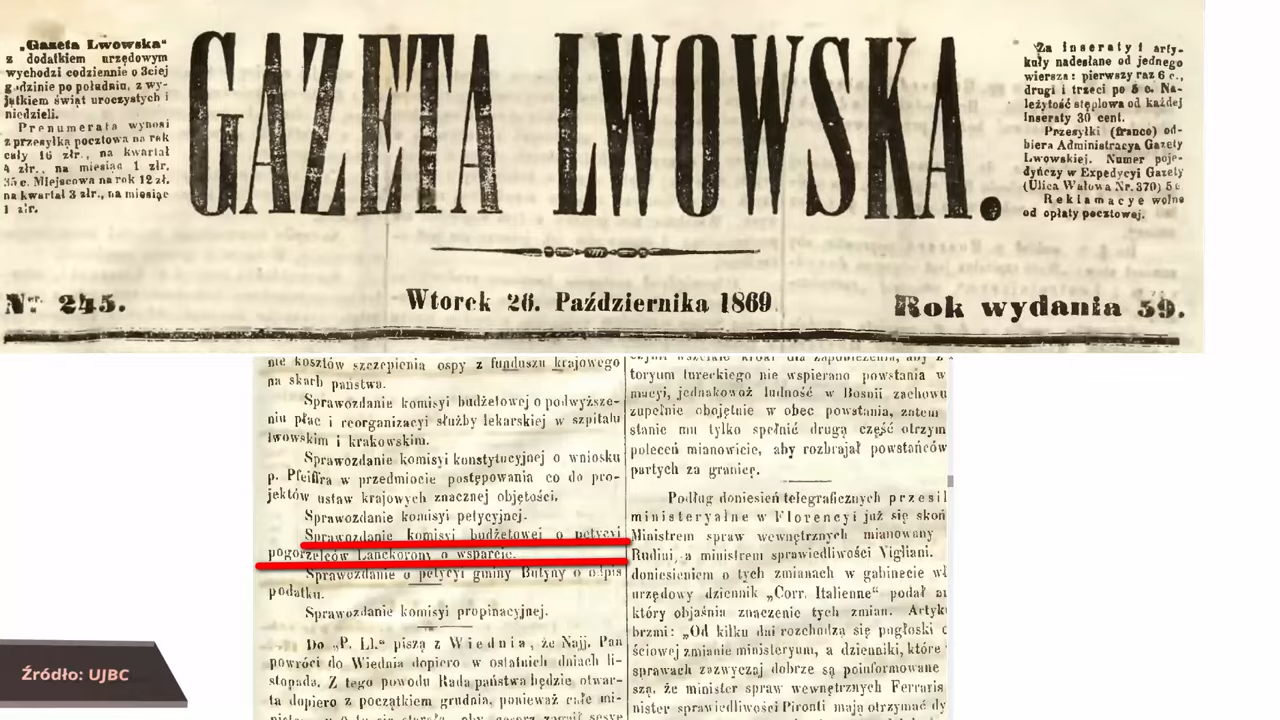 „Gazeta Lwowska“
z dodatkiem urzędowym
wychodzi codziennie o 3ciej
godzinie po południu, z wy-
jątkiem świąt uroczystych i
niedzieli.
Prenumerata wynosi
z przesyłką pocztową na rok
cały 16 złr., na kwartał
4 złr., na miesiąc 1 złr.
35 c. Miejscowa na rok 12 zł.
na kwartał 3 złr., na miesiąc
1 złr.
GAZETA LWOWSKA.
Za inseraty i arty-
kuły nadesłane od jednego
wiersza: pierwszy raz 6 c.,
drugi i trzeci po 5 c. Na-
leżytość stęplowa od każdej
Inseraty 30 cent.
Przesyłki (franco) od-
biera Administracya Gazety
Lwowskiej. Numer poje-
dyńczy w Expedycyi Gazety
(Ulica Wałowa Nr. 370) 5 c
Reklamacye wolne
od opłaty pocztowej.
Nr. 245.
Wtorek 26. Października 1869
Rok wydania 59.
nie kosztów szczepienia ospy z funduszu krajowego
na skarb państwa.
Sprawozdanie komisyi budżetowej o podwyższe-
niu płac i reorganizacyi służby lekarskiej w szpitalu
lwowskim i krakowskim.
Sprawozdanie komisyi konstytucyjnej o wniosku
p. Pfeiffra w przedmiocie postępowania co do pro-
jektów ustaw krajowych znacznej objętości.
Sprawozdanie komisyi petycyjnej.
Sprawozdanie komisyi budżetowej o petycyi
pogorzelców Lanckorony o wsparcie.
Sprawozdanie o petycyi gminy Butyny o odpis
podatku.
Sprawozdanie komisyi propinacyjnej.
Do „P. Ll.“ piszą z Wiednia, że Najj. Pan
powróci do Wiednia dopiero w ostatnich dniach li-
stopada. Z tego powodu Rada państwa będzie otwar-
ta dopiero z początkiem grudnia, ponieważ całe mi-
toryum tureckiego nie wspierano powstania w
macyi, jednakowoż ludność w Bosnii zachowu
zupełnie obojętnie w obec powstania, zatem
stanie mu tylko spełnić drugą część otrzym
poleceń mianowicie, aby rozbrajał powstańców
partych za granicę.
Podług doniesień telegraficznych przesil
ministeryalne w Florencyi już się skoń
Ministrem spraw wewnętrznych mianowany
Rudini, a ministrem sprawiedliwości Vigliani.
doniesieniem o tych zmianach w gabinecie wł
urzędowy dziennik „Corr. Italienne“ podał ar
który objaśnia znaczenie tych zmian. Artyk
brzmi: „Od kilku dni rozchodzą się pogłoski c
ściowej zmianie ministeryum, a dzienniki, które
sprawach zazwyczaj dobrze są poinformowane
szą, że minister spraw wewnętrznych Ferraris
nister sprawiedliwości Pironti mają otrzymać dy
Źródło: UJBC